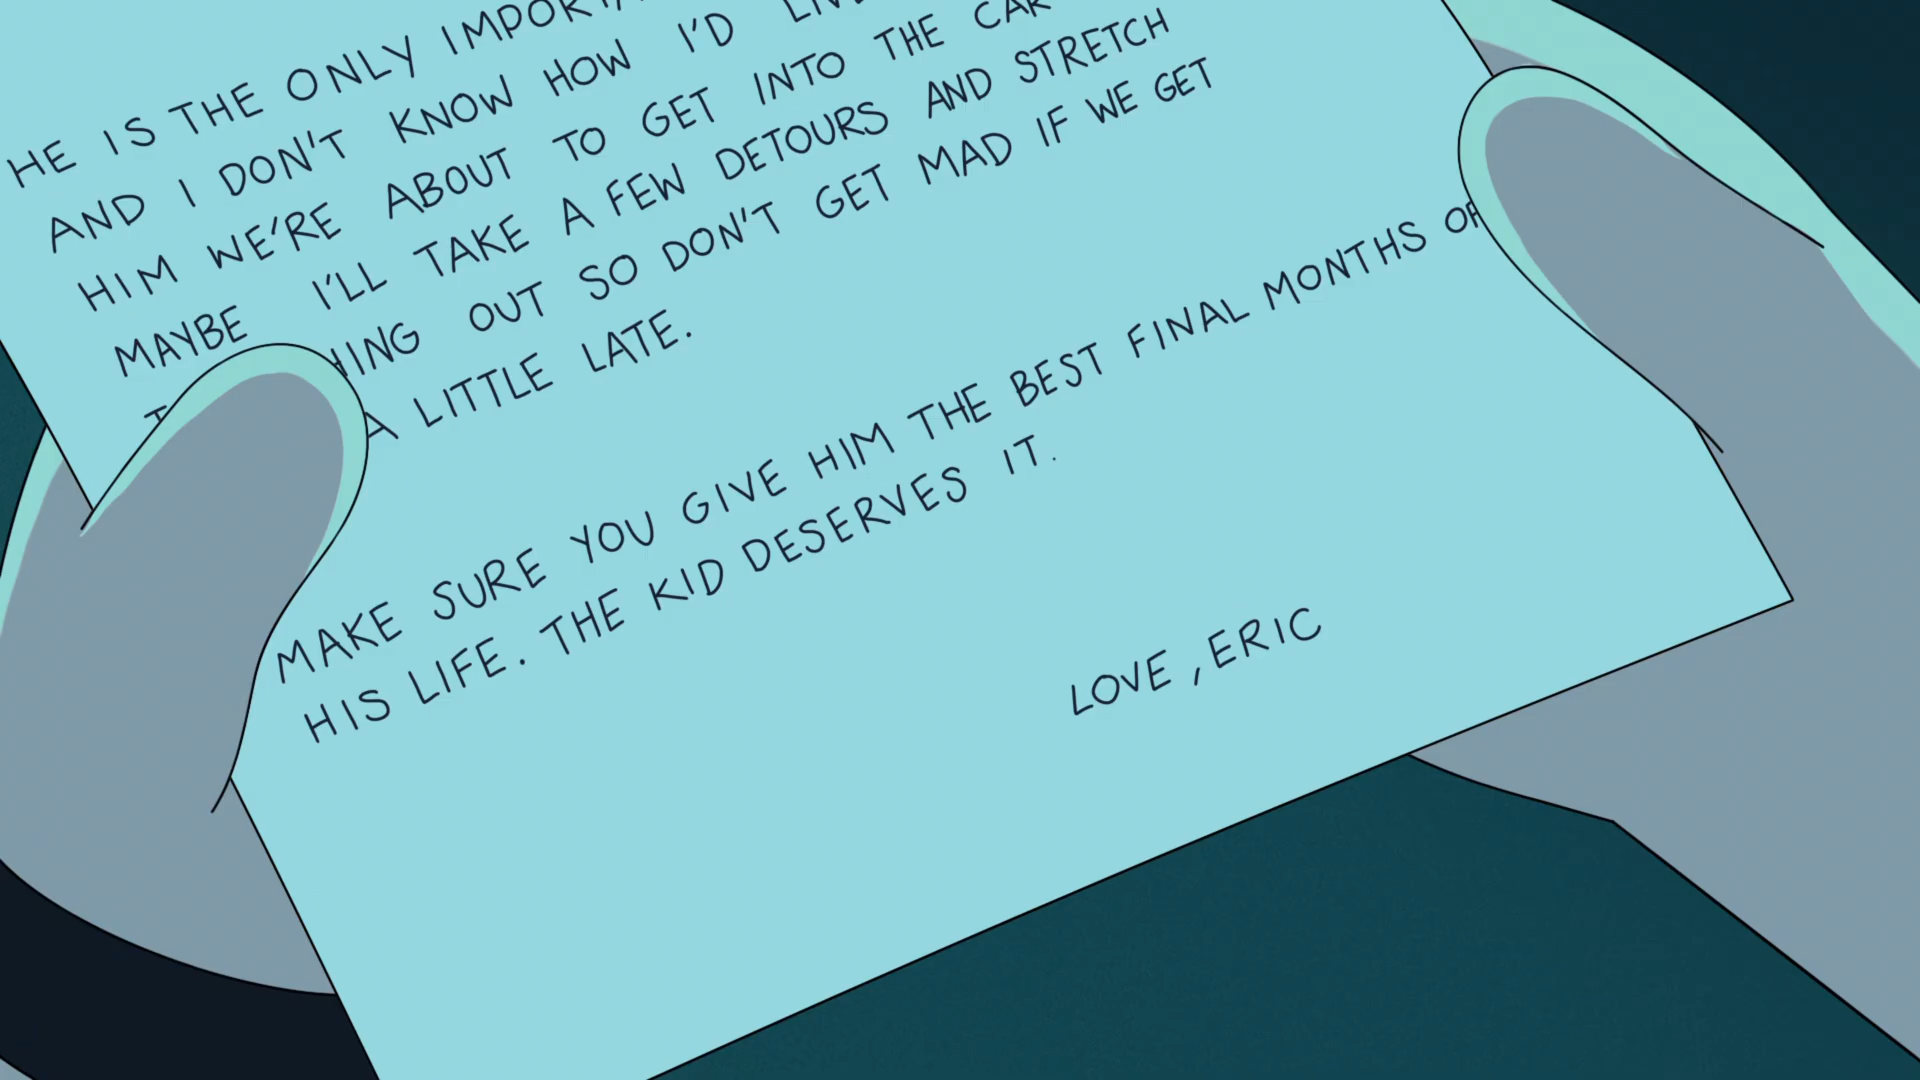 HE IS THE ONLY
AND I DON'T KNOW HOW I'D
HIM WE'RE ABOUT TO GET INTO THE CAR
MAYBE I'LL TAKE A FEW DETOURS AND STRETCH
HING OUT SO DON'T GET MAD IF WE GET
A LITTLE LATE.
MAKE SURE YOU GIVE HIM THE BEST FINAL MONTHS OF
HIS LIFE. THE KID DESERVES IT.
LOVE, ERIC